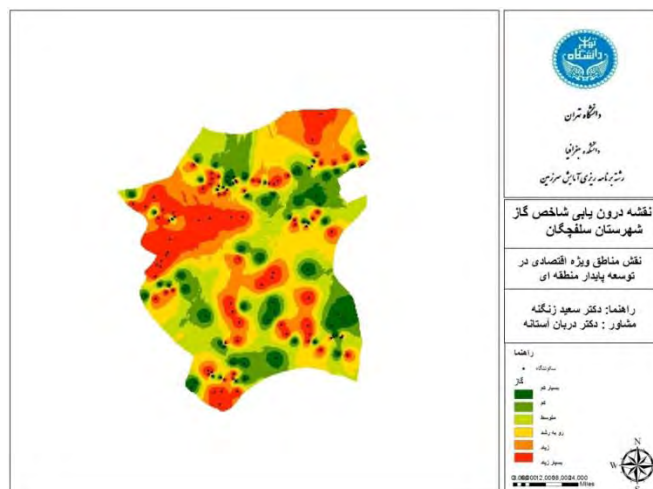 دانشگاه تهران
دانشکده جغرافیا
رشته برنامه ریزی آمایش سرزمین
نقشه درون یابی شاخص گاز
شهرستان سلفچگان
نقش مناطق ویژه اقتصادی در
توسعه پایدار منطقه ای
راهنما: دکتر سعید زنگنه
مشاور : دکتر دربان آستانه
راهنما
سکونتگاه
گاز
بسیار کم
کم
متوسط
رو به رشد
زیاد
بسیار زیاد
N
W
S
Miles